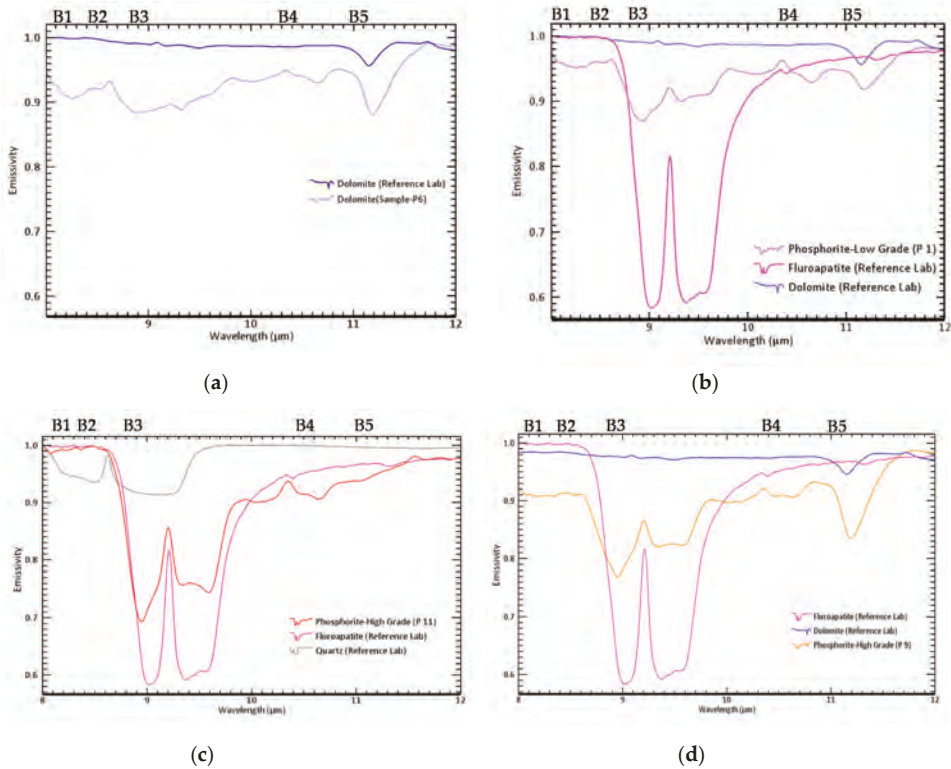 B1 B2 B3 B4 B5
1.0
0.9
0.8
0.7
0.6
Emissivity
Dolomite (Reference Lab)
Dolomite(Sample-P6)
9 10 11 12
Wavelength (μm)
(a)
B1 B2 B3 B4 B5
1.0
0.9
0.8
0.7
0.6
Emissivity
Phosphorite-Low Grade (P 1)
Fluroapatite (Reference Lab)
Dolomite (Reference Lab)
9 10 11 12
Wavelength (μm)
(b)
B1 B2 B3 B4 B5
1.0
0.9
0.8
0.7
0.6
Emissivity
Phosphorite-High Grade (P 11)
Fluroapatite (Reference Lab)
Quartz (Reference Lab)
8 9 10 11 12
Wavelength (μm)
(c)
B1 B2 B3 B4 B5
1.0
0.9
0.8
0.7
0.6
Emissivity
Fluroapatite (Reference Lab)
Dolomite (Reference Lab)
Phosphorite-High Grade (P 9)
8 9 10 11 12
Wavelength (μm)
(d)